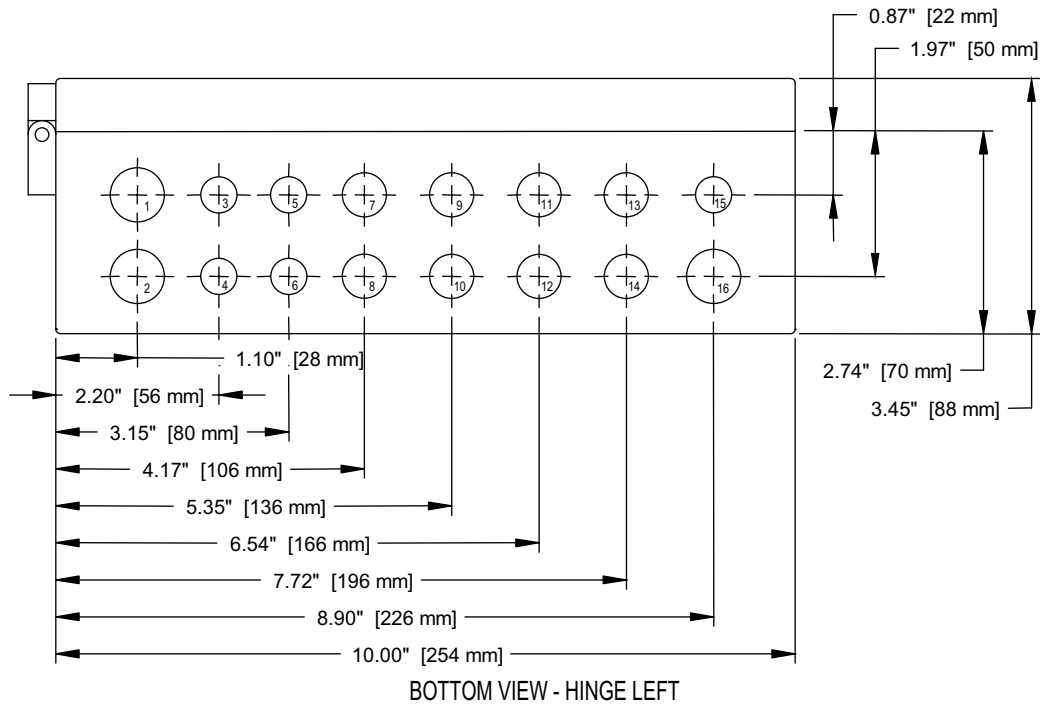 0.87" [22 mm]
1.97" [50 mm]
1 3 5 7 9 11 13 15
2 4 6 8 10 12 14 16
1.10" [28 mm]
2.74" [70 mm]
2.20" [56 mm]
3.45" [88 mm]
3.15" [80 mm]
4.17" [106 mm]
5.35" [136 mm]
6.54" [166 mm]
7.72" [196 mm]
8.90" [226 mm]
10.00" [254 mm]
BOTTOM VIEW - HINGE LEFT